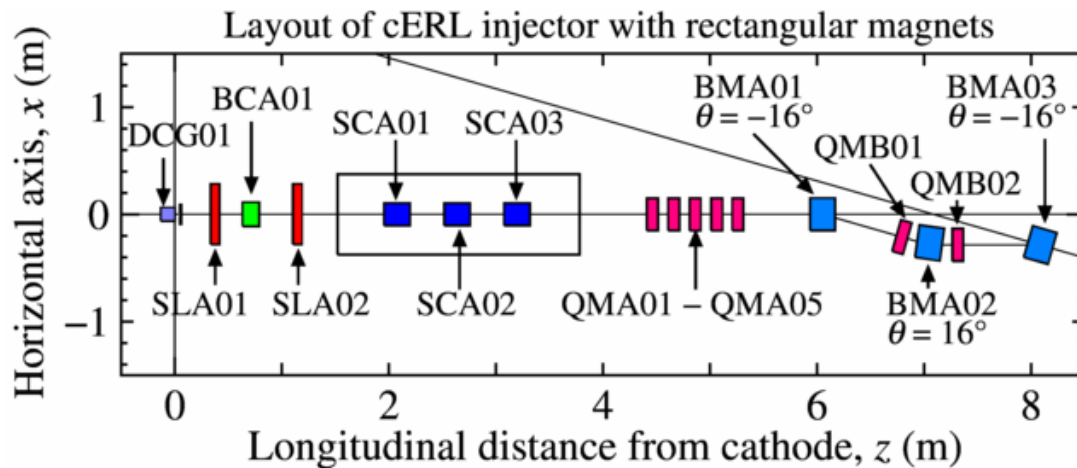 Layout of cERL injector with rectangular magnets
Horizontal axis, x (m)
1
0
−1
DCG01
BCA01
SCA01
SCA03
BMA01
θ = −16°
BMA03
θ = −16°
QMB01
QMB02
SLA01
SLA02
SCA02
QMA01 − QMA05
BMA02
θ = 16°
0
2
4
6
8
Longitudinal distance from cathode, z (m)